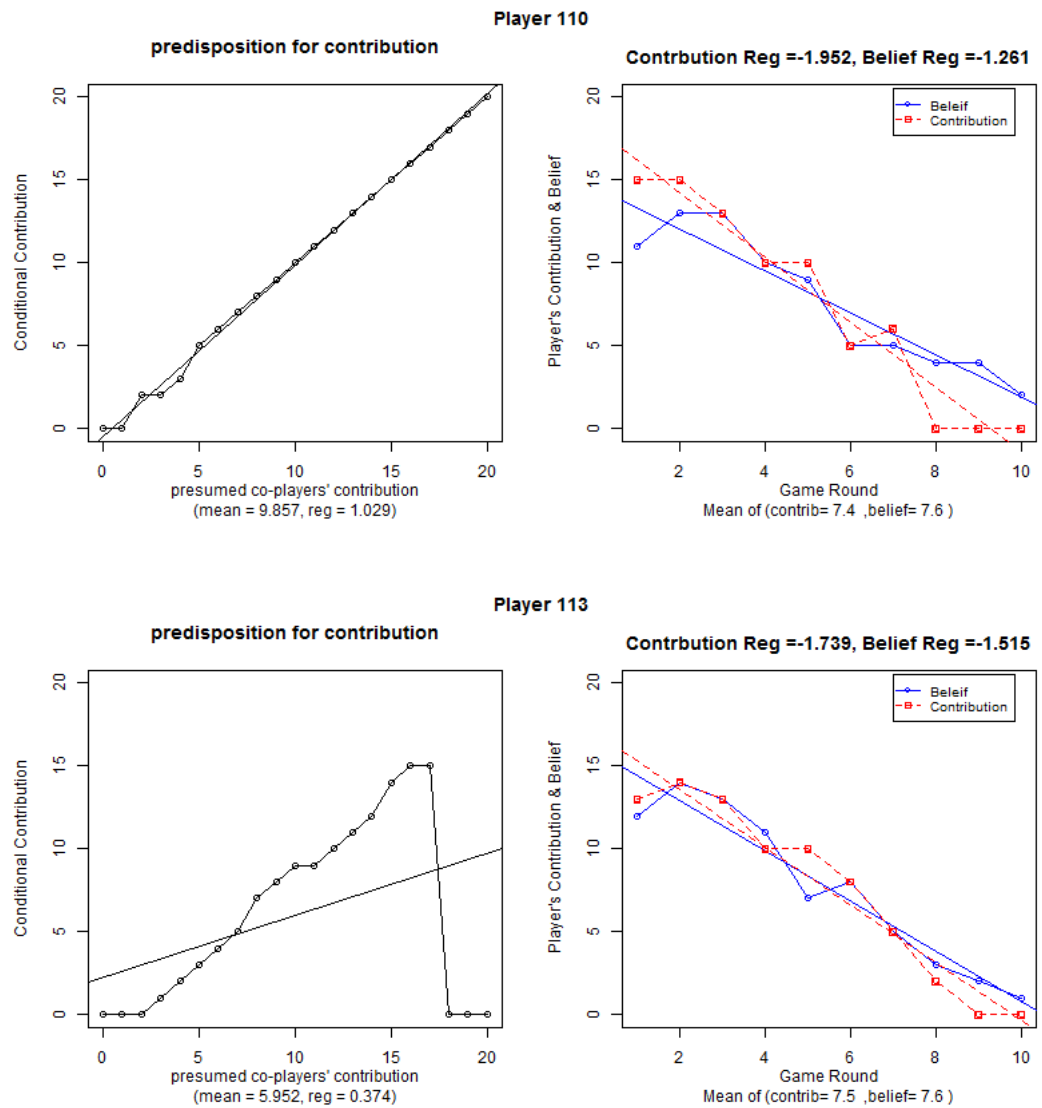 Player 110
predisposition for contribution
Conditional Contribution
0
5
10
15
20
0
5
10
15
20
presumed co-players' contribution
(mean = 9.857, reg = 1.029)
Contrbution Reg =-1.952, Belief Reg =-1.261
Player's Contribution & Belief
0
5
10
15
20
Beleif
Contribution
2
4
6
8
10
Game Round
Mean of (contrib= 7.4 ,belief= 7.6 )
Player 113
predisposition for contribution
Conditional Contribution
0
5
10
15
20
0
5
10
15
20
presumed co-players' contribution
(mean = 5.952, reg = 0.374)
Contrbution Reg =-1.739, Belief Reg =-1.515
Player's Contribution & Belief
0
5
10
15
20
Beleif
Contribution
2
4
6
8
10
Game Round
Mean of (contrib= 7.5 ,belief= 7.6 )